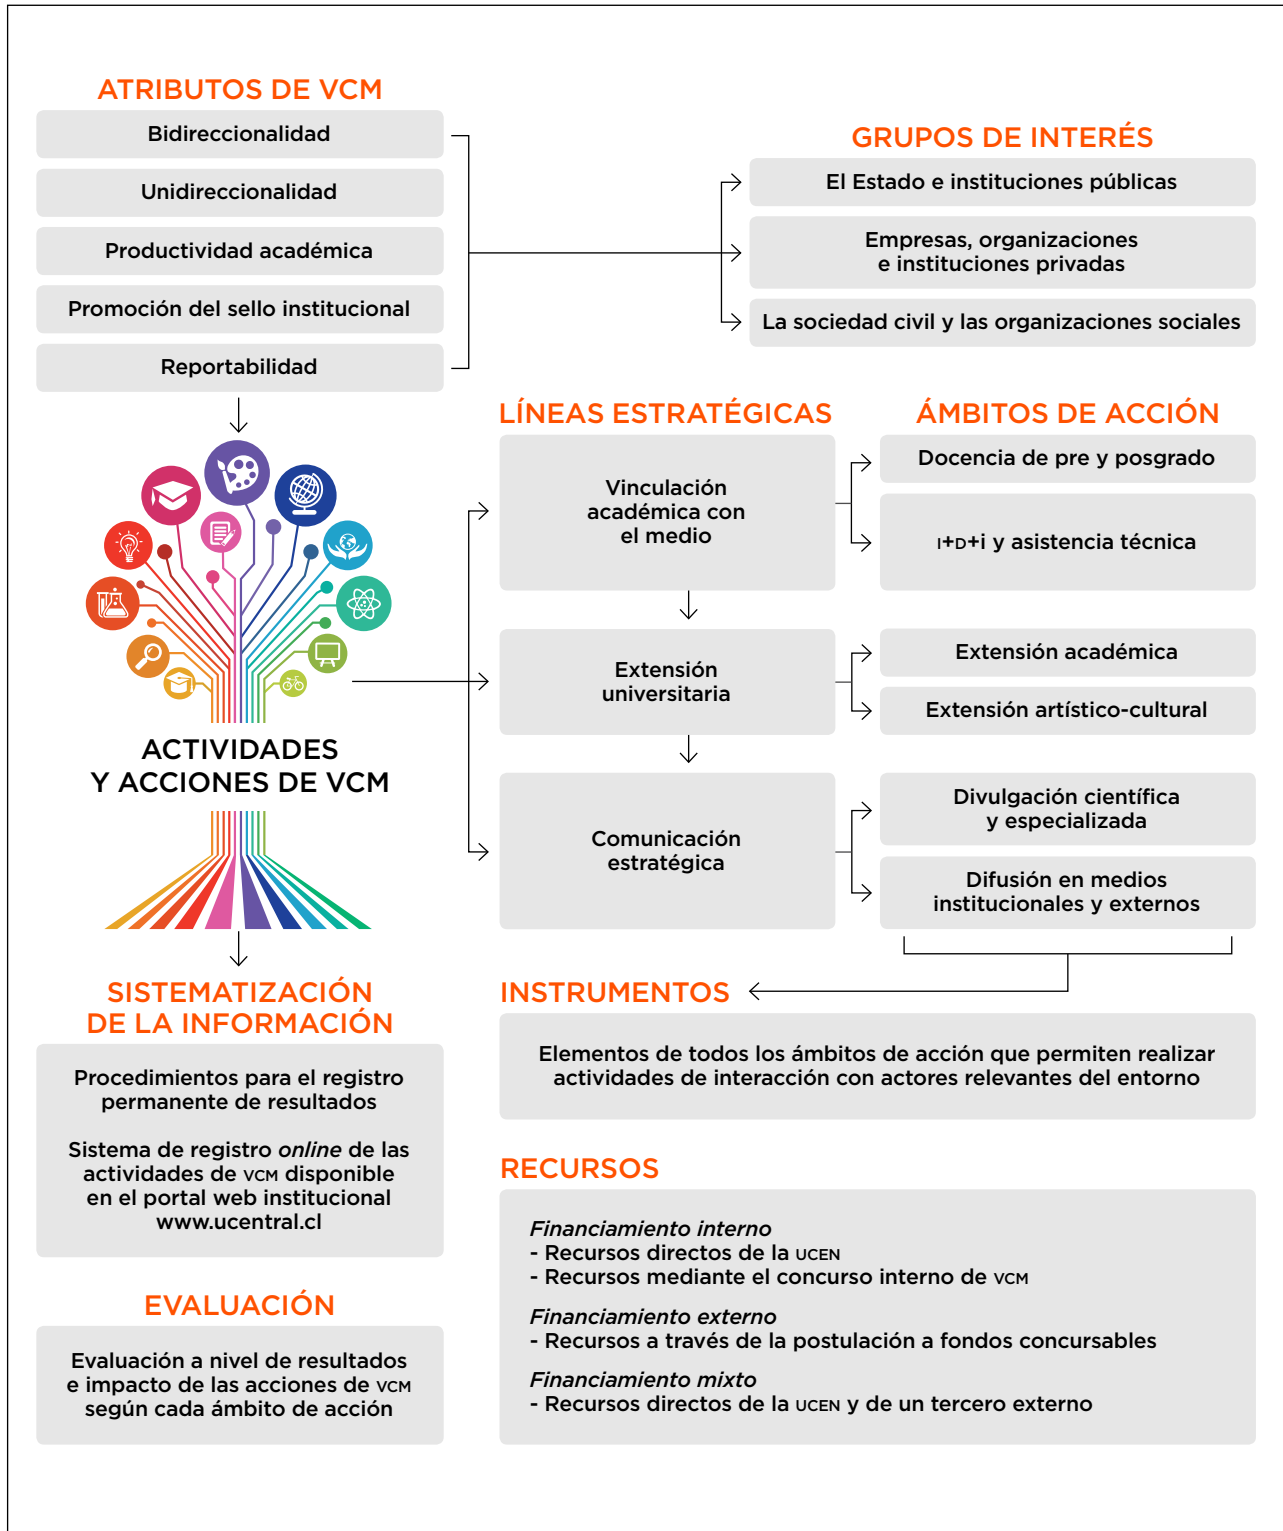 ATRIBUTOS DE VCM
Bidireccionalidad
Unidireccionalidad
Productividad académica
Promoción del sello institucional
Reportabilidad
GRUPOS DE INTERÉS
El Estado e instituciones públicas
Empresas, organizaciones
e instituciones privadas
La sociedad civil y las organizaciones sociales
LÍNEAS ESTRATÉGICAS
Vinculación
académica con
el medio
Extensión
universitaria
Comunicación
estratégica
ÁMBITOS DE ACCIÓN
Docencia de pre y posgrado
I+D+i y asistencia técnica
Extensión académica
Extensión artístico-cultural
Divulgación científica
y especializada
Difusión en medios
institucionales y externos
ACTIVIDADES
Y ACCIONES DE VCM
SISTEMATIZACIÓN
DE LA INFORMACIÓN
Procedimientos para el registro
permanente de resultados
Sistema de registro online de las
actividades de VCM disponible
en el portal web institucional
www.ucentral.cl
EVALUACIÓN
Evaluación a nivel de resultados
e impacto de las acciones de VCM
según cada ámbito de acción
INSTRUMENTOS
Elementos de todos los ámbitos de acción que permiten realizar
actividades de interacción con actores relevantes del entorno
RECURSOS
Financiamiento interno
- Recursos directos de la UCEN
- Recursos mediante el concurso interno de VCM
Financiamiento externo
- Recursos a través de la postulación a fondos concursables
Financiamiento mixto
- Recursos directos de la UCEN y de un tercero externo